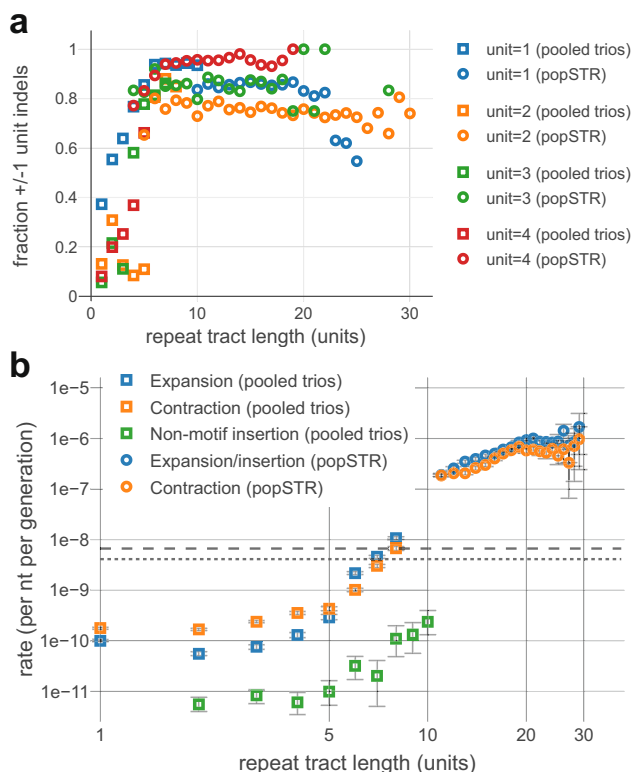 a
fraction +/-1 unit indels
1
0.8
0.6
0.4
0.2
0
0
10
20
30
repeat tract length (units)
unit=1 (pooled trios)
unit=1 (popSTR)
unit=2 (pooled trios)
unit=2 (popSTR)
unit=3 (pooled trios)
unit=3 (popSTR)
unit=4 (pooled trios)
unit=4 (popSTR)
b
rate (per nt per generation)
1e-5
1e-6
1e-7
1e-8
1e-9
1e-10
1e-11
Expansion (pooled trios)
Contraction (pooled trios)
Non-motif insertion (pooled trios)
Expansion/insertion (popSTR)
Contraction (popSTR)
1
5
10
20
30
repeat tract length (units)